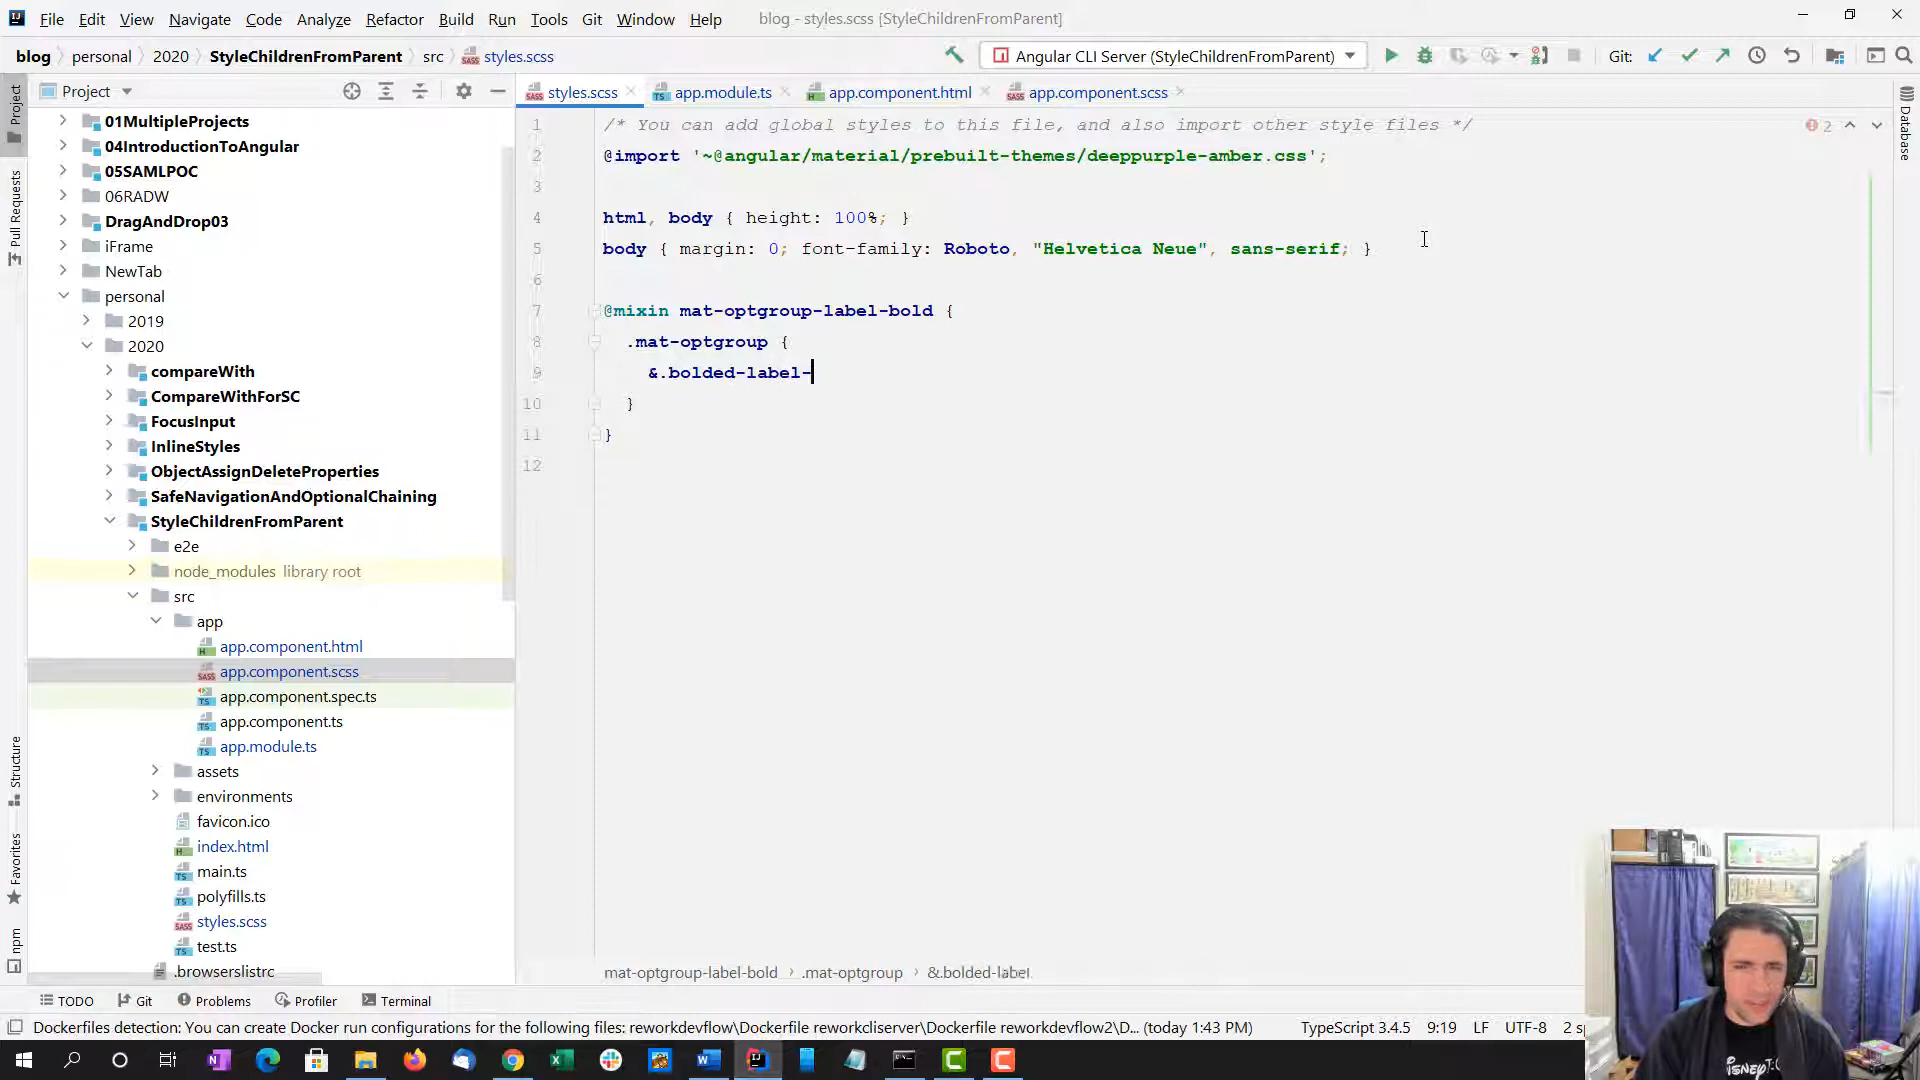 File Edit View Navigate Code Analyze Refactor Build Run Tools Git Window Help blog - styles.scss [StyleChildrenFromParent]
blog personal 2020 StyleChildrenFromParent src styles.scss Angular CLI Server (StyleChildrenFromParent) Git:
Project styles.scss app.module.ts app.component.html app.component.scss
Project
Pull Requests
Structure
Favorites
npm
Database
01MultipleProjects
04IntroductionToAngular
05SAMLPOC
06RADW
DragAndDrop03
iFrame
NewTab
personal
2019
2020
compareWith
CompareWithForSC
FocusInput
InlineStyles
ObjectAssignDeleteProperties
SafeNavigationAndOptionalChaining
StyleChildrenFromParent
e2e
node_modules library root
src
app
app.component.html
app.component.scss
app.component.spec.ts
app.component.ts
app.module.ts
assets
environments
favicon.ico
index.html
main.ts
polyfills.ts
styles.scss
test.ts
.browserslistrc
1 /* You can add global styles to this file, and also import other style files */ 2
2 @import '~@angular/material/prebuilt-themes/deeppurple-amber.css';
3
4 html, body { height: 100%; }
5 body { margin: 0; font-family: Roboto, "Helvetica Neue", sans-serif; }
6
7 @mixin mat-optgroup-label-bold {
8 .mat-optgroup {
9 &.bolded-label-
10 }
11 }
12
mat-optgroup-label-bold .mat-optgroup &.bolded-label
TODO Git Problems Profiler Terminal
Dockerfiles detection: You can create Docker run configurations for the following files: reworkdevflow\Dockerfile reworkcliserver\Dockerfile reworkdevflow2\D... (today 1:43 PM) TypeScript 3.4.5 9:19 LF UTF-8 2 sp